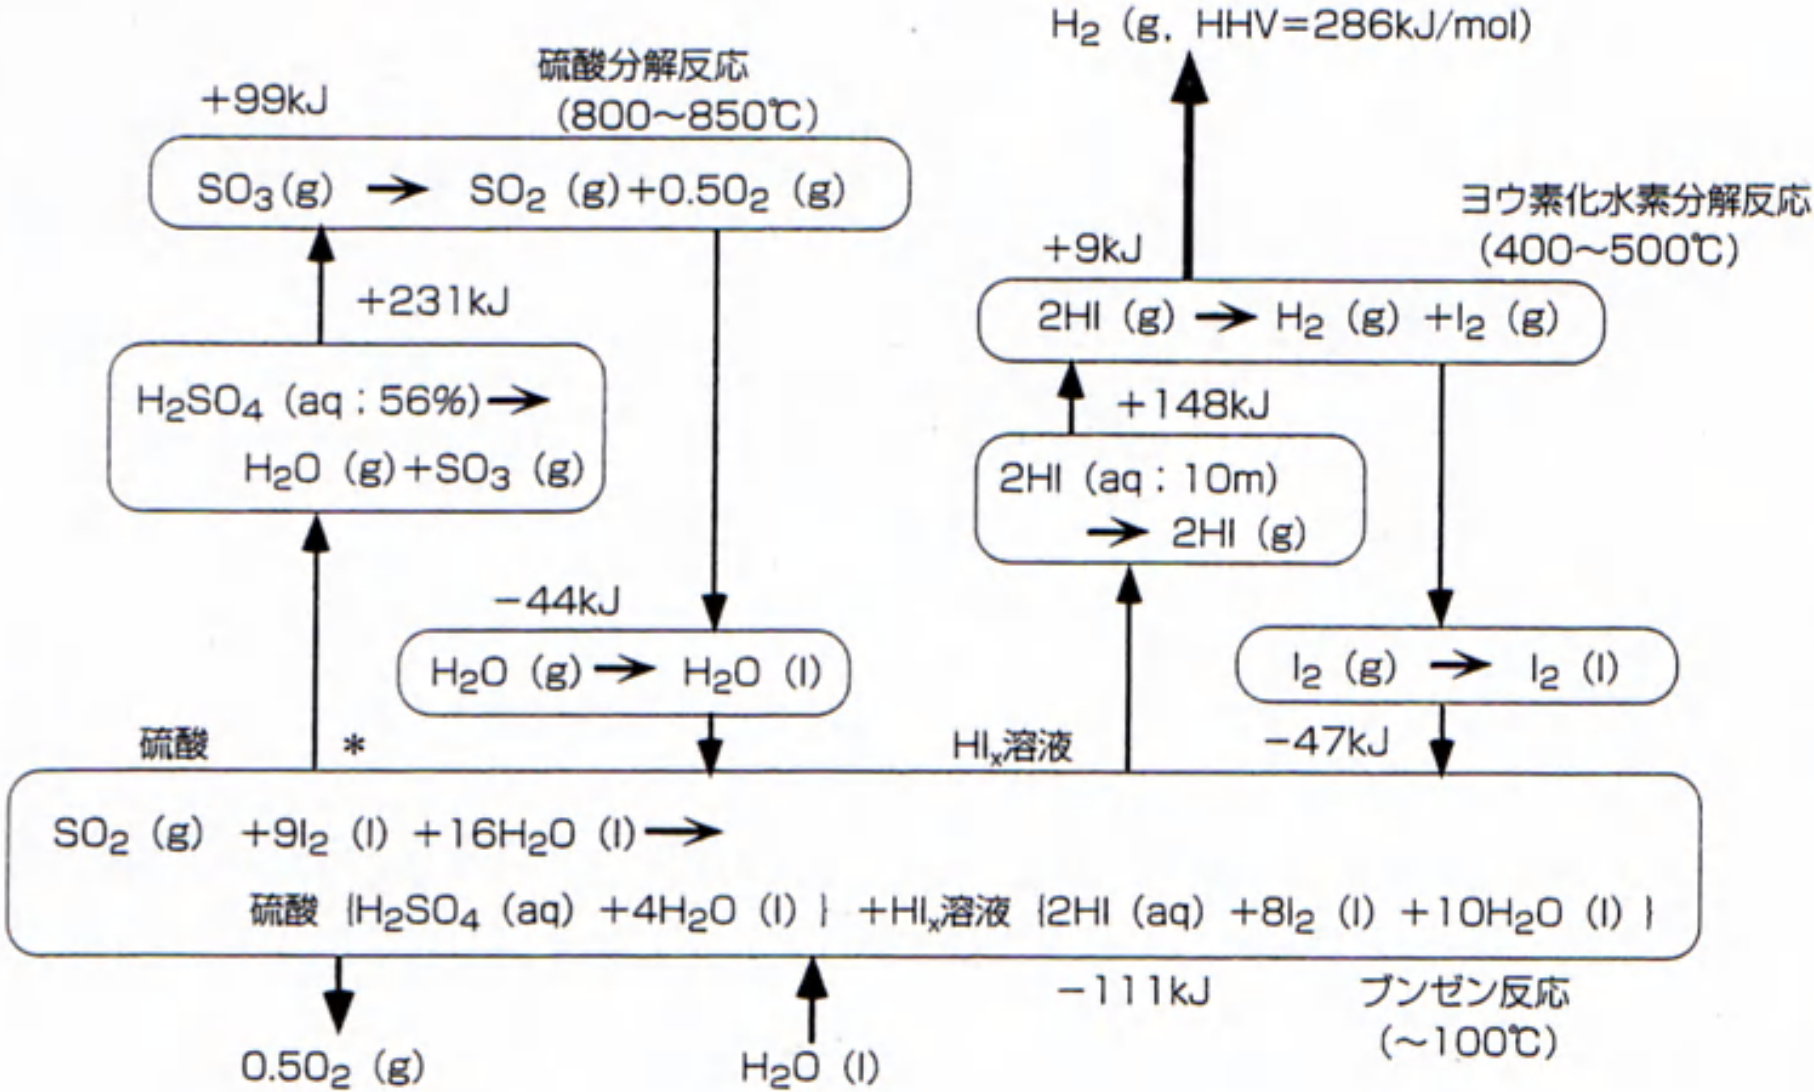 H₂ (g, HHV=286kJ/mol)
硫酸分解反応
(800〜850℃)
+99kJ
SO₃(g) → SO₂ (g)+0.5O₂ (g)
ヨウ素化水素分解反応
(400〜500℃)
+9kJ
2HI (g) → H₂ (g) +I₂ (g)
+231kJ
H₂SO₄ (aq:56%)→
H₂O (g)+SO₃ (g)
+148kJ
2HI (aq:10m)
→ 2HI (g)
−44kJ
H₂O (g) → H₂O (l)
I₂ (g) → I₂ (l)
−47kJ
硫酸 *
HIₓ溶液
SO₂ (g) +9I₂ (l) +16H₂O (l)→
硫酸 {H₂SO₄ (aq) +4H₂O (l) } +HIₓ溶液 {2HI (aq) +8I₂ (l) +10H₂O (l) }
−111kJ
ブンゼン反応
(〜100℃)
0.5O₂ (g)
H₂O (l)